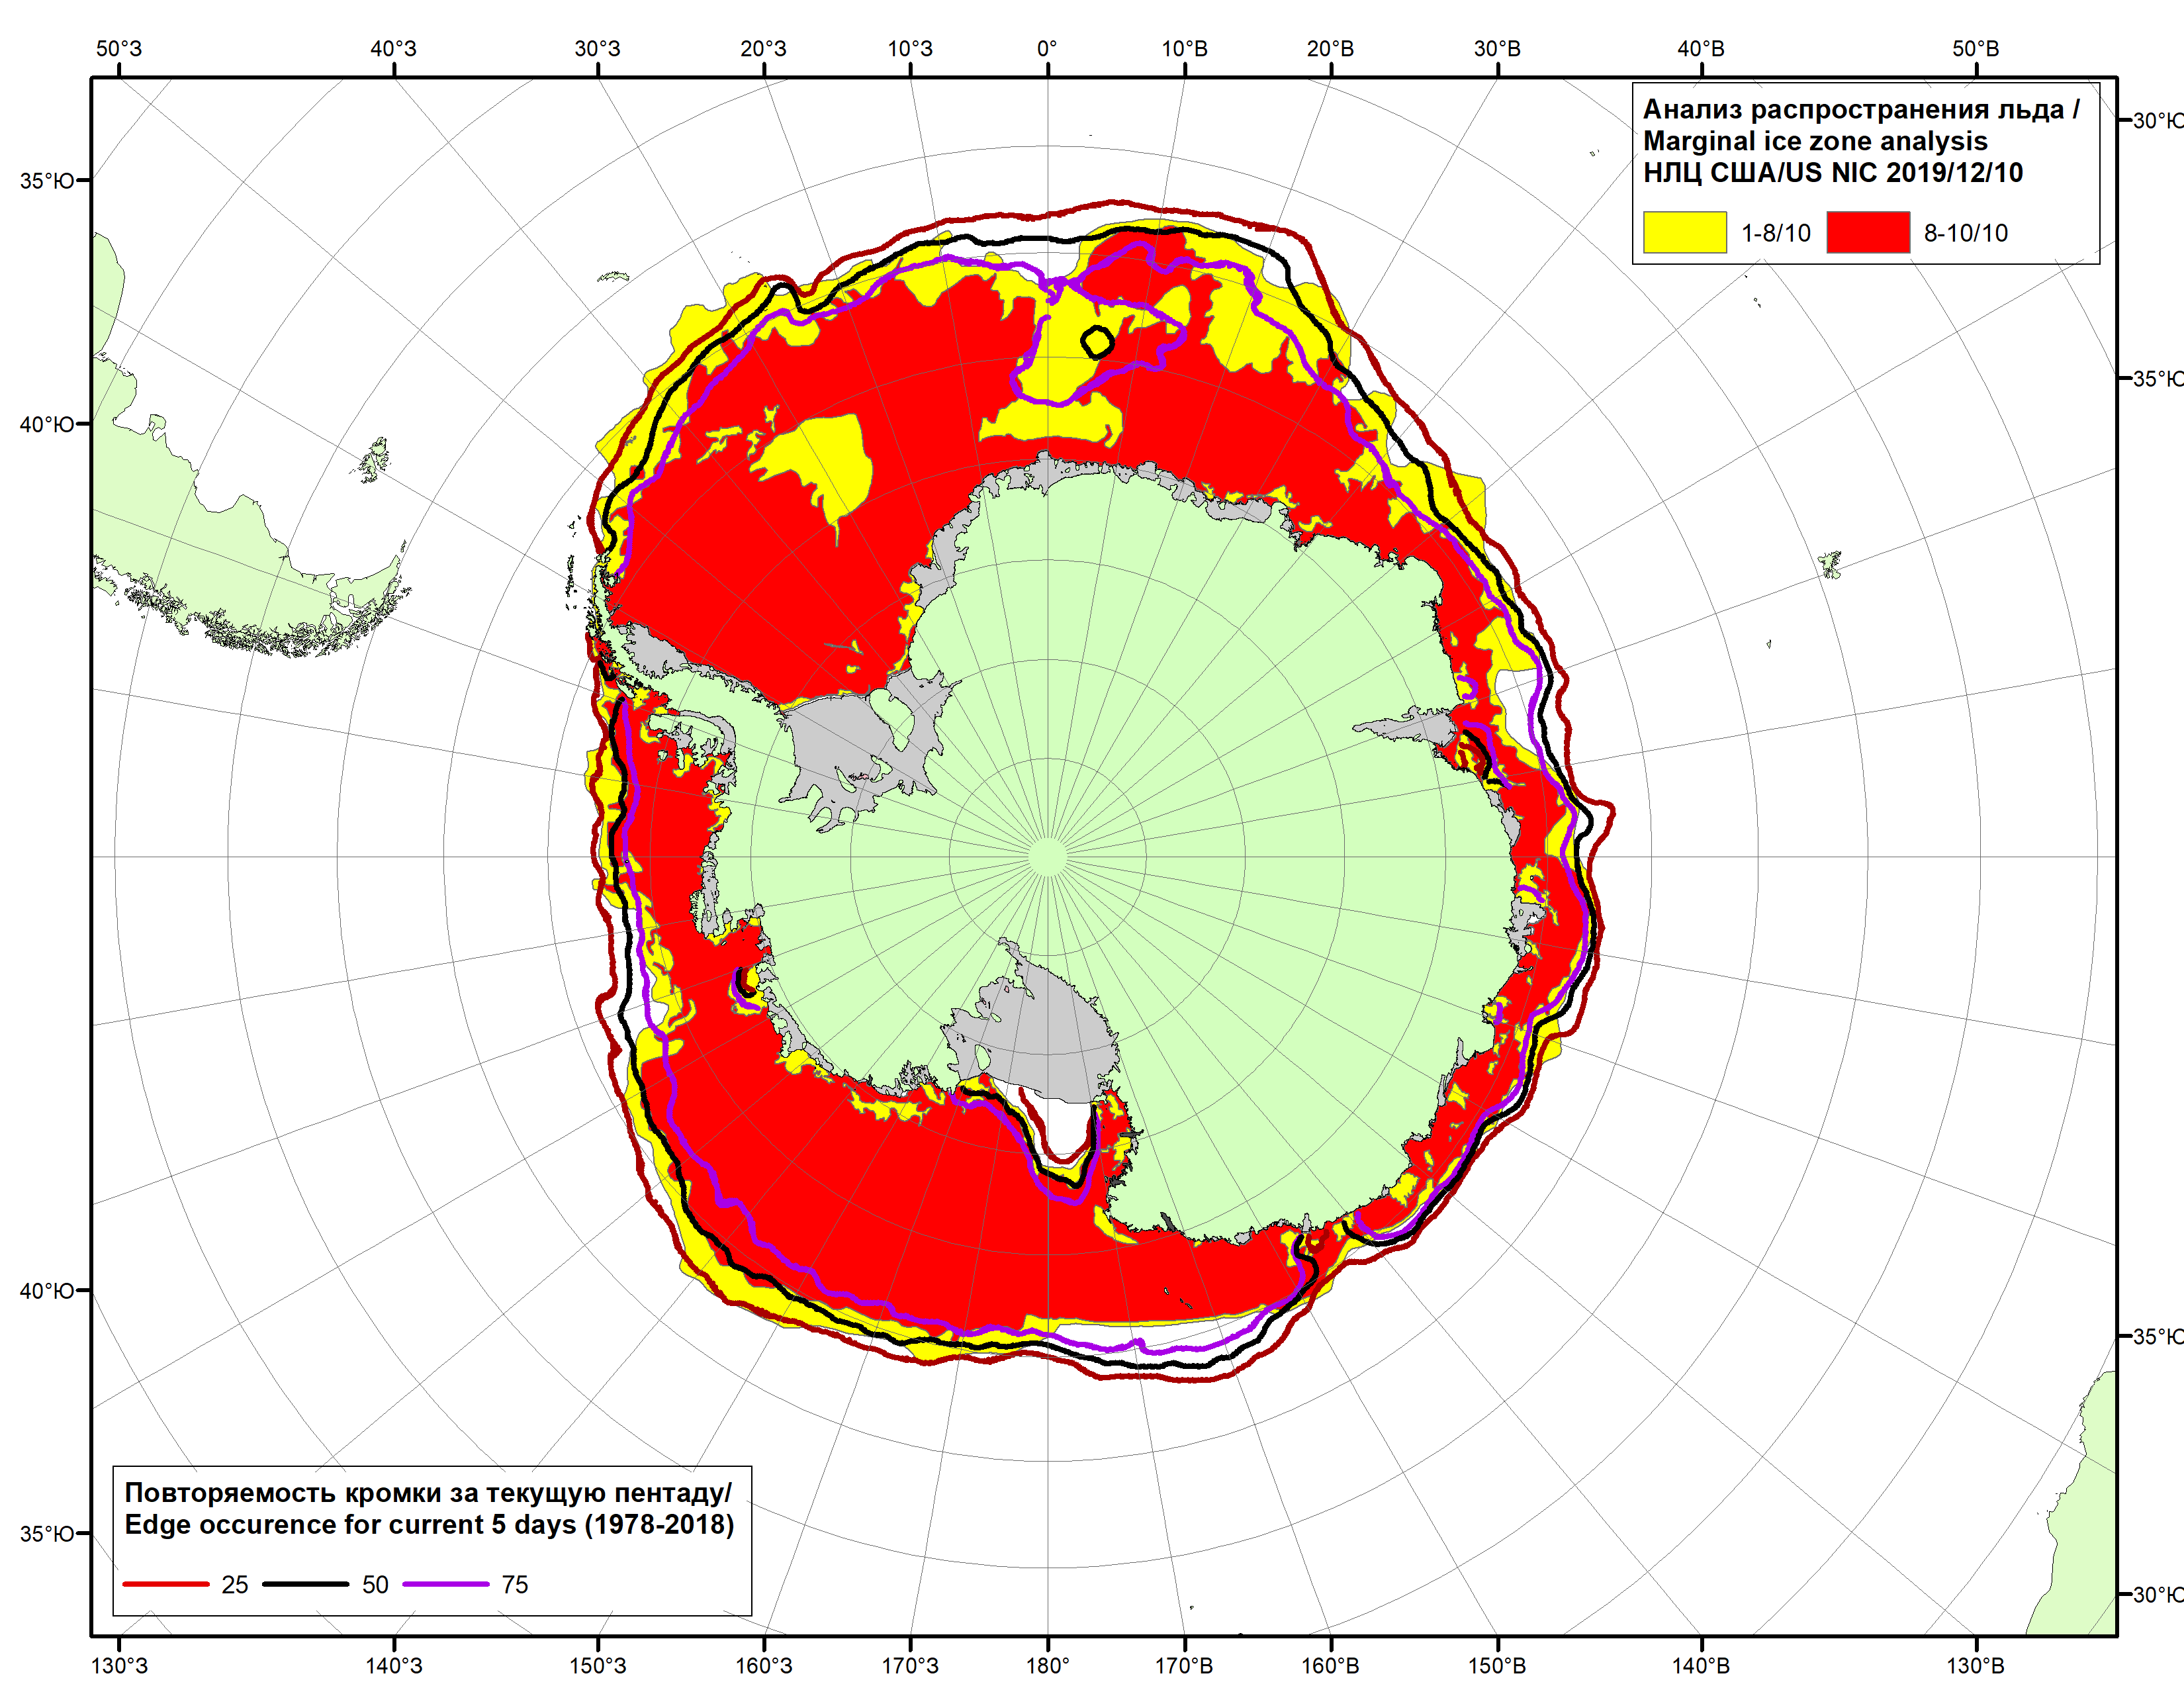 50°З 40°З 30°З 20°З 10°З 0° 10°В 20°В 30°В 40°В 50°В
Анализ распространения льда /
Marginal ice zone analysis
НЛЦ США/US NIC 2019/12/10
1-8/10 8-10/10
30°Ю
35°Ю
35°Ю
40°Ю
40°Ю
35°Ю
35°Ю
30°Ю
Повторяемость кромки за текущую пентаду/
Edge occurence for current 5 days (1978-2018)
25 50 75
130°З 140°З 150°З 160°З 170°З 180° 170°В 160°В 150°В 140°В 130°В